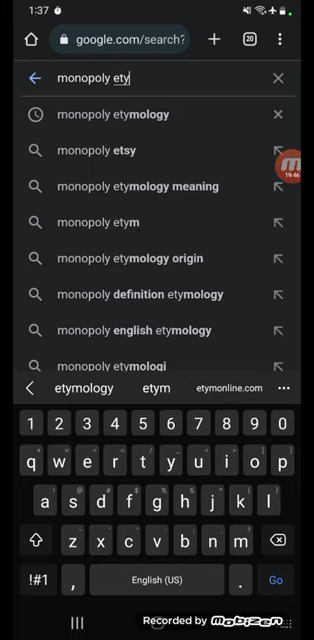 1:37
google.com/search?
20
monopoly ety
monopoly etymology
monopoly etsy
19:46
monopoly etymology meaning
monopoly etym
monopoly etymology origin
monopoly definition etymology
monopoly english etymology
monopoly etymologi
etymology etym etymonline.com
1 2 3 4 5 6 7 8 9 0
q w e r t y u i o p
a s d f g h j k l
z x c v b n m
!#1 , English (US) . Go
Recorded by mobizen